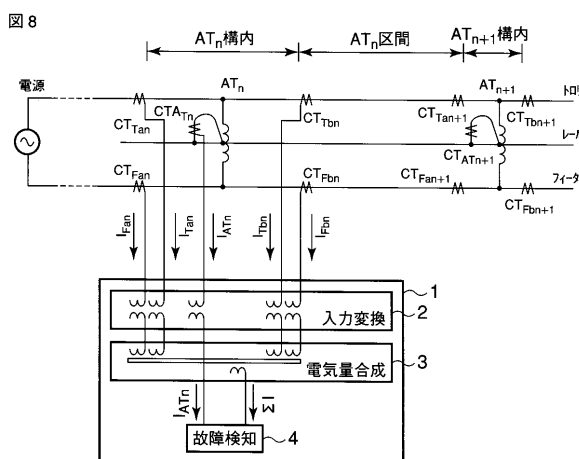 図8
ATn構内
ATn区間
ATn+1構内
電源
ATn
ATn+1
トロリ
CTTan
CTATn
CTTbn
CTTan+1
CTTbn+1
CTATn+1
レール
CTFan
CTFbn
CTFan+1
CTFbn+1
フィーダ
IFan
ITan
IATn
ITbn
IFbn
1
入力変換
2
電気量合成
3
IATn
IΣ
故障検知
4